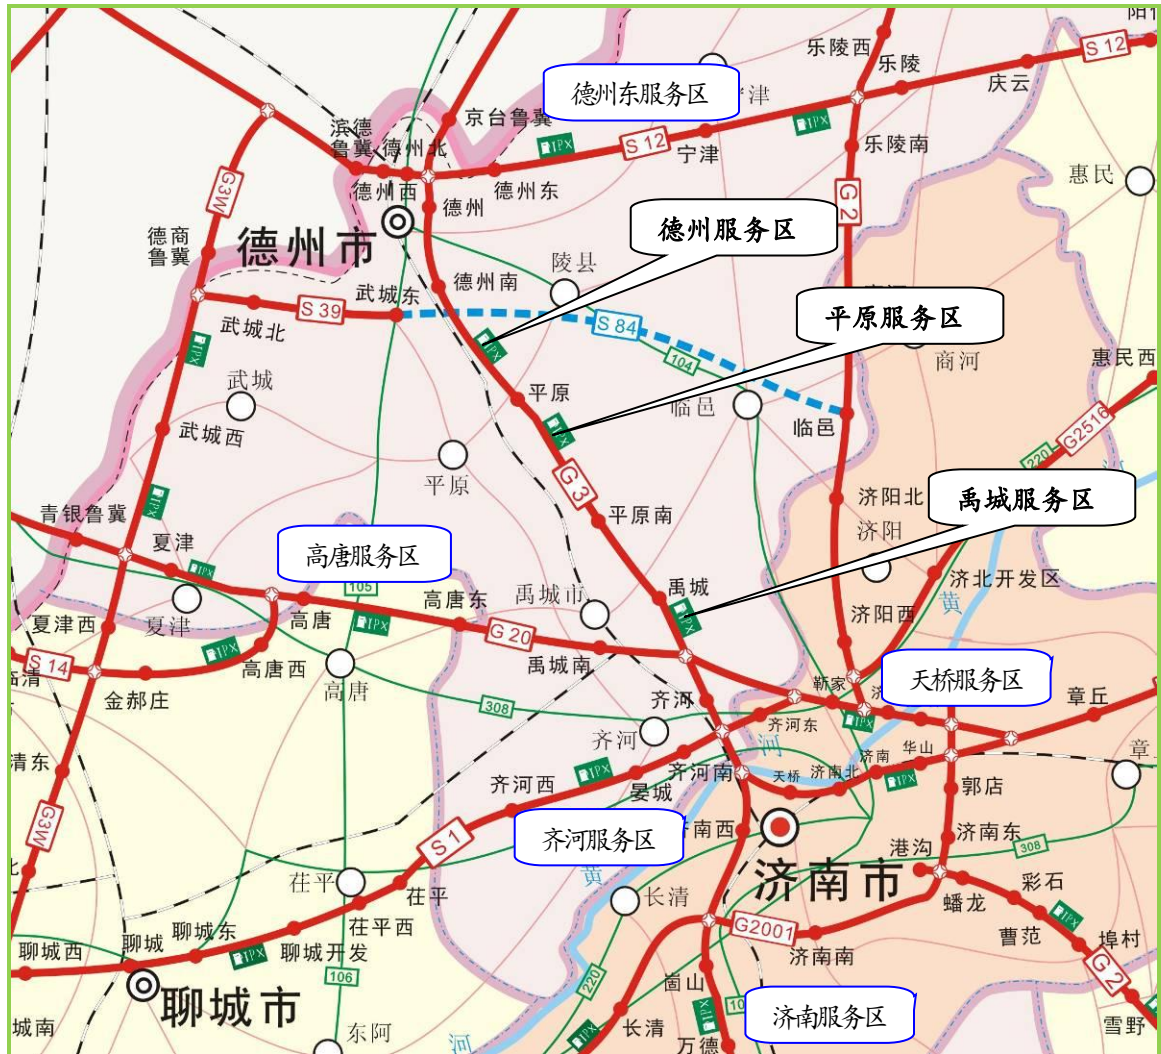 乐陵西
S 12
德州东服务区
乐陵
庆云
滨德
鲁冀
京台鲁冀
德州北
S 12
宁津
乐陵南
惠民
德州西
德州东
G3W
德州
G 2
德州市
德州服务区
德商
鲁冀
德州南
陵县
武城东
平原服务区
武城北
S 39
S 84
104
商河
惠民西
武城
平原
临邑
临邑
G2516
220
武城西
平原
G 3
禹城服务区
青银鲁冀
夏津
平原南
济阳北
济阳
高唐服务区
105
高唐东
禹城市
禹城
济北开发区
黄
夏津西
夏津
高唐
济阳西
G 20
禹城南
S 14
高唐西
天桥服务区
靳家
临清
金郝庄
高唐
308
齐河
章丘
齐河东
齐河
河
清东
齐河西
晏城
齐河南
天桥
济南北
济南
华山
郭店
G3W
S 1
齐河服务区
济南东
308
港沟
济南市
茌平
茌平
黄
长清
彩石
蟠龙
茌平西
聊城东
聊城
聊城西
聊城开发
G2001
济南南
曹范
埠村
G 2
220
106
崮山
聊城市
济南服务区
城南
东阿
河
长清
万德
雪野